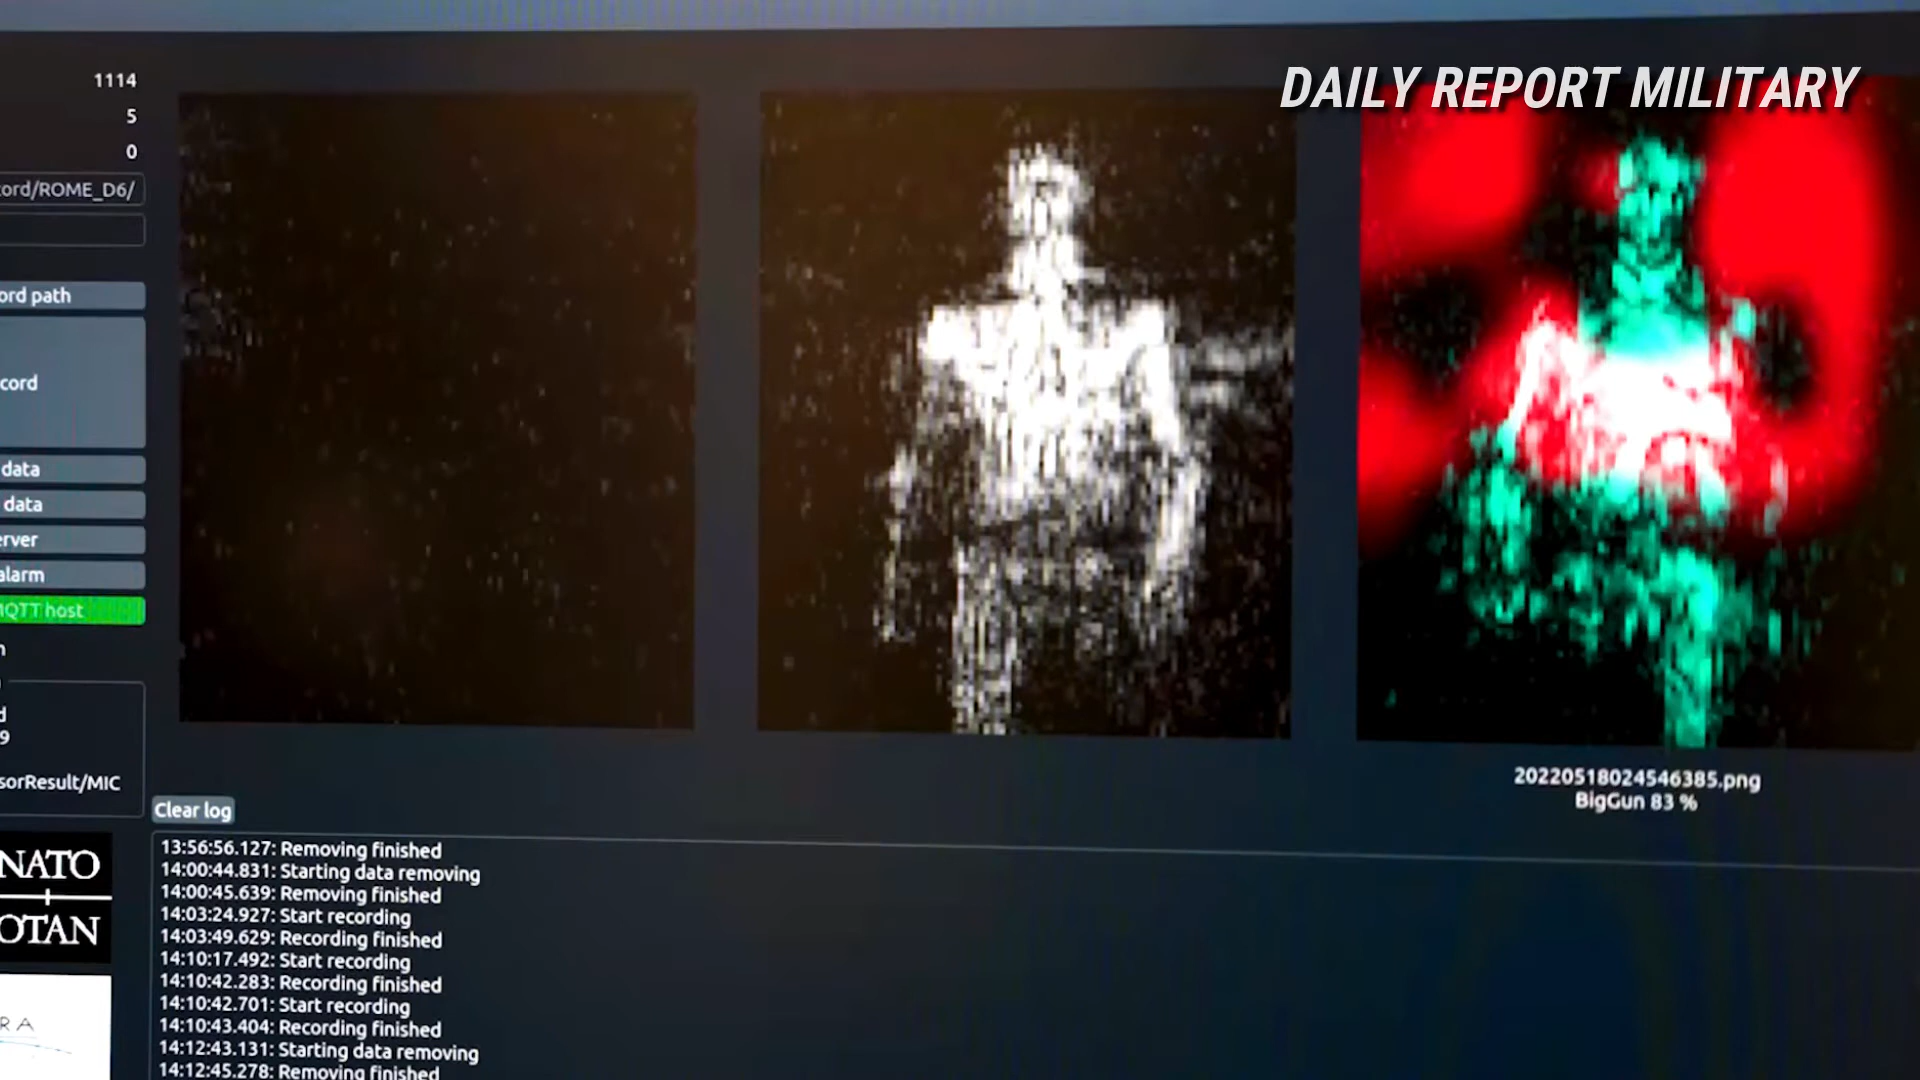 DAILY REPORT MILITARY
1114
5
0
cord/ROME_D6/
ord path
cord
data
data
erver
alarm
MQTT host
n
d
9
sorResult/MIC
NATO
OTAN
RA
20220518024546385.png
BigGun 83 %
Clear log
13:56:56.127: Removing finished
14:00:44.831: Starting data removing
14:00:45.639: Removing finished
14:03:24.927: Start recording
14:03:49.629: Recording finished
14:10:17.492: Start recording
14:10:42.283: Recording finished
14:10:42.701: Start recording
14:10:43.404: Recording finished
14:12:43.131: Starting data removing
14:12:45.278: Removing finished